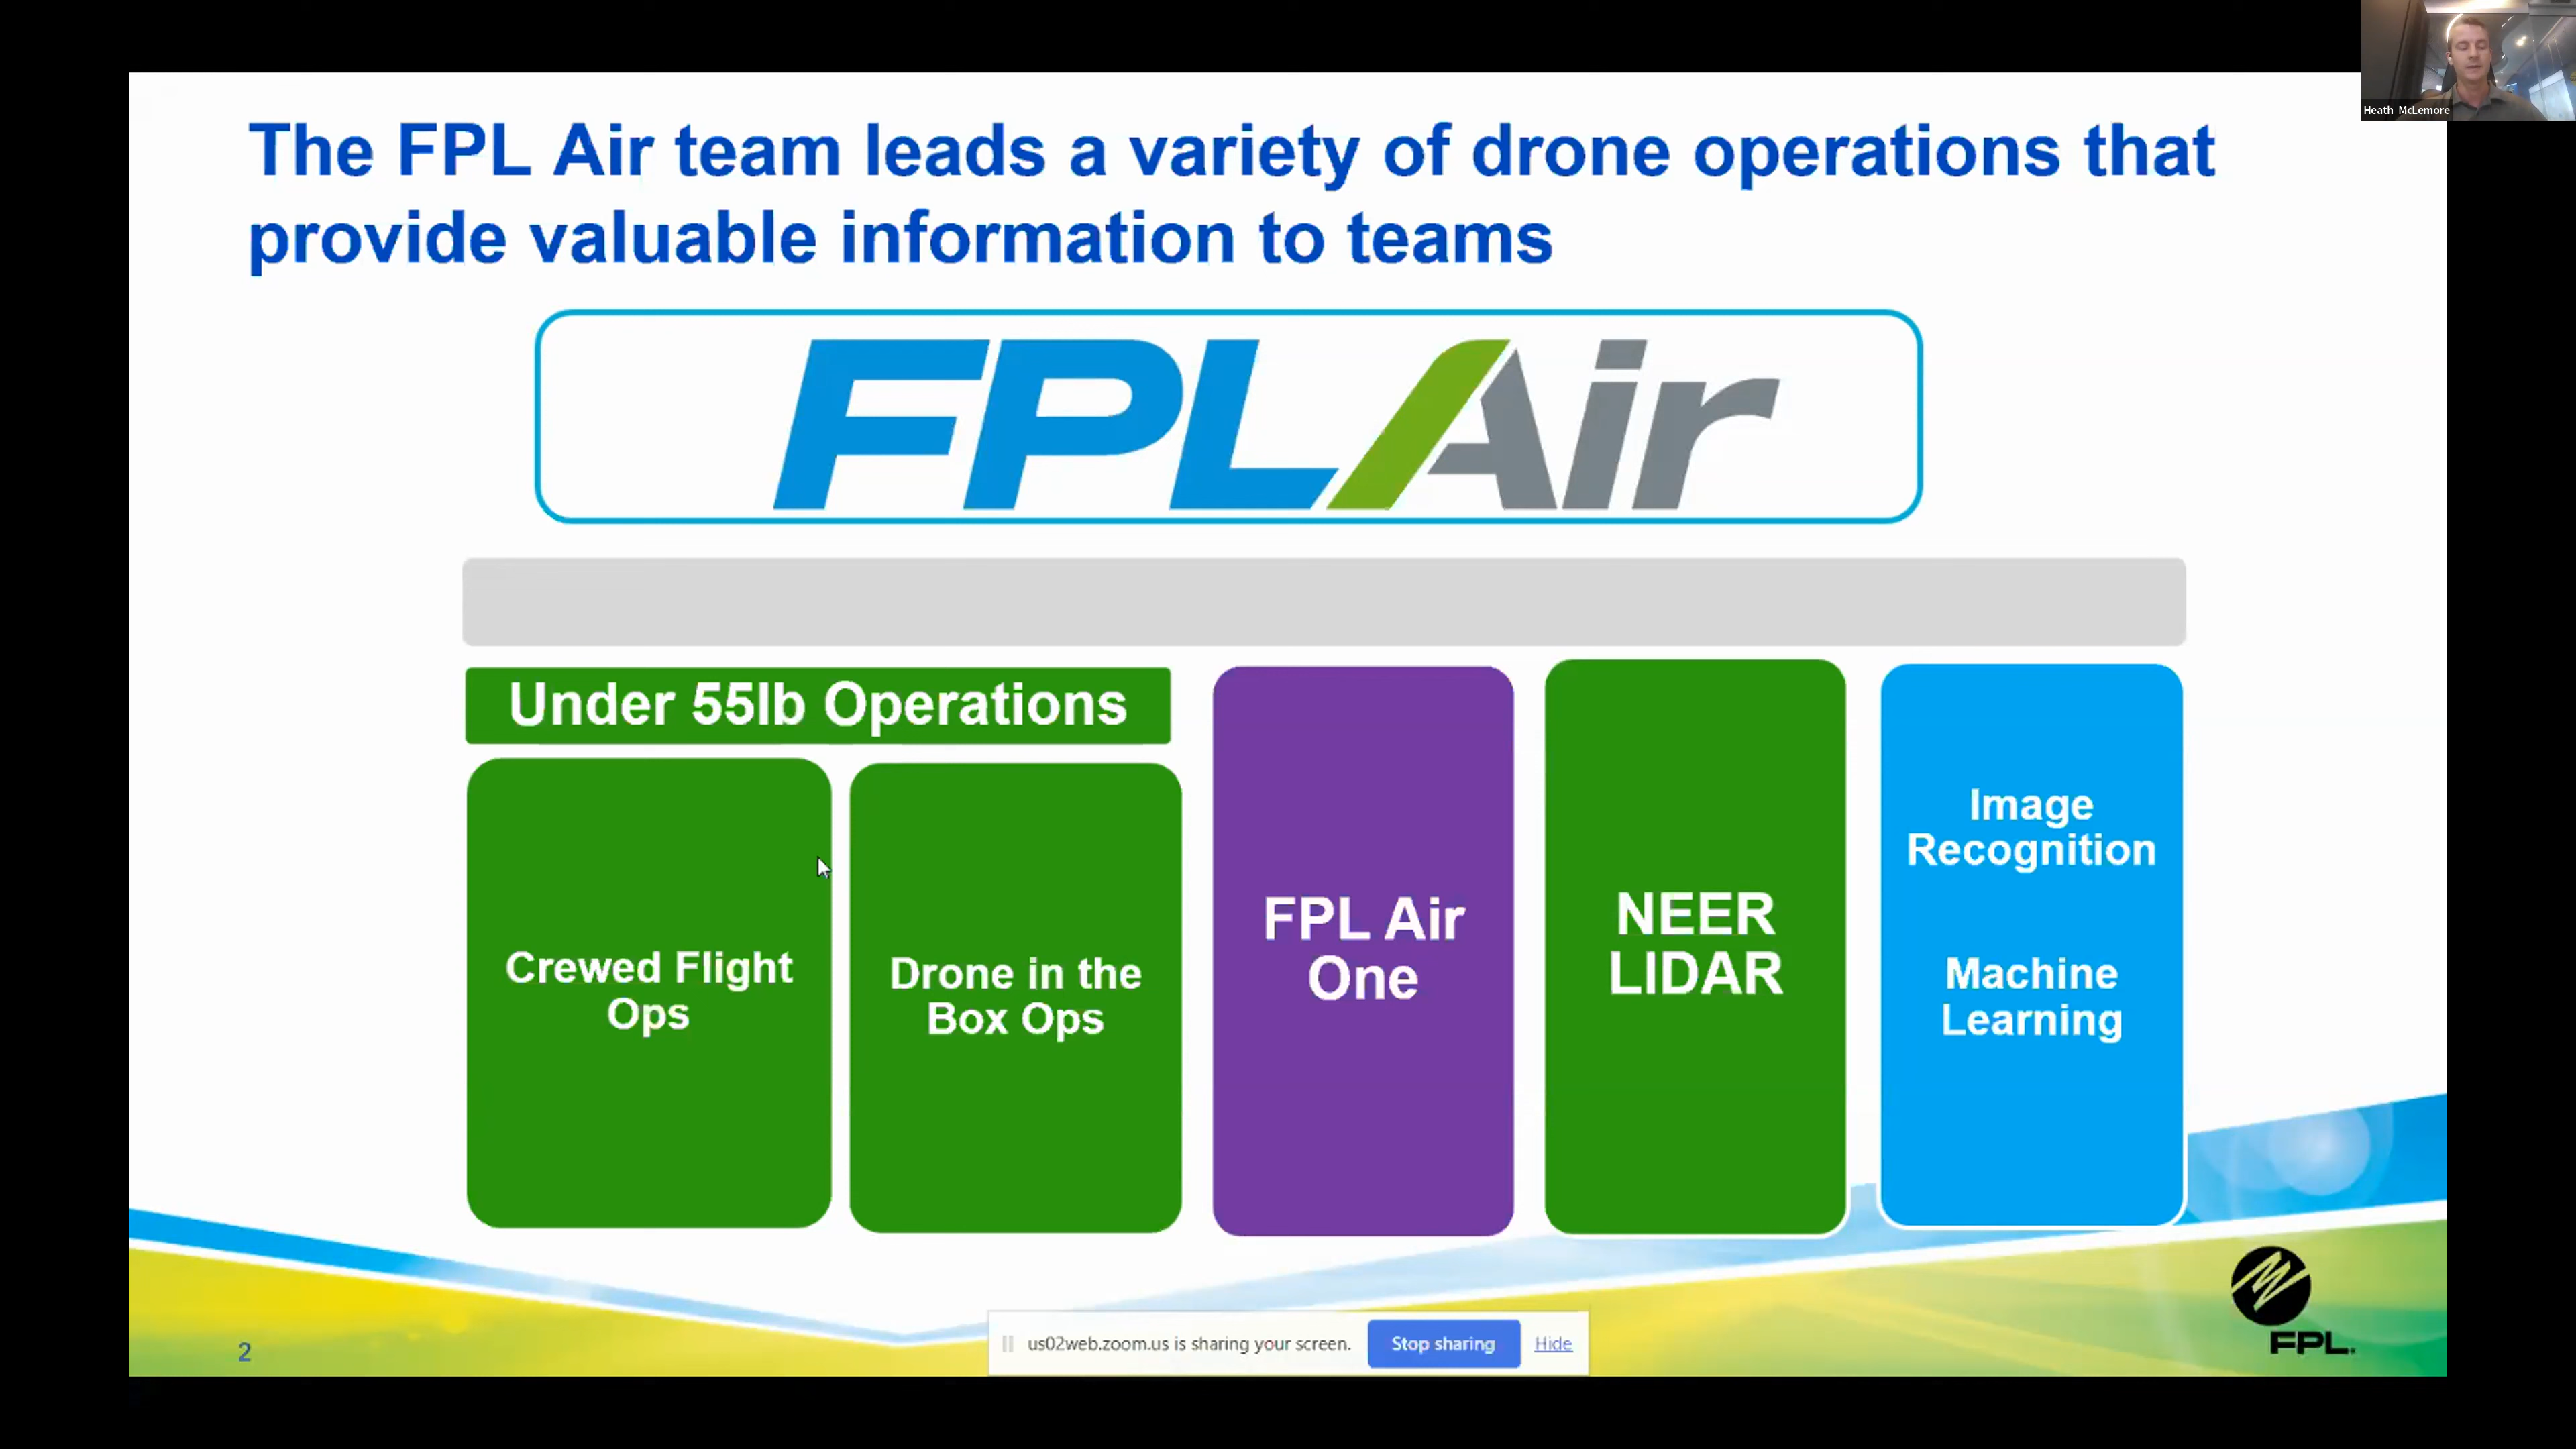 Heath McLemore
The FPL Air team leads a variety of drone operations that
provide valuable information to teams
FPLAir
Under 55lb Operations
Crewed Flight
Ops
Drone in the
Box Ops
FPL Air
One
NEER
LIDAR
Image
Recognition
Machine
Learning
2
us02web.zoom.us is sharing your screen.
Stop sharing
Hide
FPL.